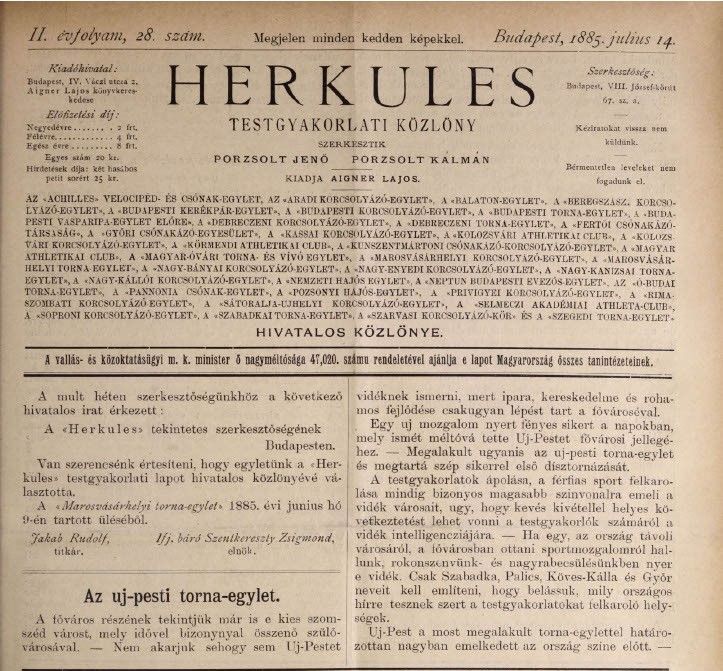 II. évfolyam, 28. szám.
Megjelen minden kedden képekkel.
Budapest, 1885. julius 14.
Kiadóhivatal:
Budapest, IV. Váczi utcza 2.
Aigner Lajos könyvkeres-
kedése
Előfizetési díj:
Negyedévre....... 2 frt.
Félévre........... 4 frt.
Egész évre........ 8 frt.
Egyes szám 20 kr.
Hirdetések díja: két hasábos
petit sorért 25 kr.
HERKULES
TESTGYAKORLATI KÖZLÖNY
SZERKESZTIK
PORZSOLT JENŐ PORZSOLT KÁLMÁN
KIADJA AIGNER LAJOS.
Szerkesztőség:
Budapest, VIII. József-körút
67. sz. a.
Kéziratokat vissza nem
küldünk.
Bérmentetlen leveleket nem
fogadunk el.
AZ «ACHILLES» VELOCIPÉD- ÉS CSÓNAK-EGYLET, AZ «ARADI KORCSOLYÁZÓ-EGYLET», A «BALATON-EGYLET», A «BEREGSZÁSZ. KORCSO-
LYÁZÓ-EGYLET», A «BUDAPESTI KERÉKPÁR-EGYLET», A «BUDAPESTI KORCSOLYÁZÓ-EGYLET», A «BUDAPESTI TORNA-EGYLET», A «BUDA-
PESTI VASPARIPA-EGYLET ELŐRE», A «DEBRECZENI KORCSOLYÁZÓ-EGYLET», A «DEBRECZENI TORNA-EGYLET», A «FERTŐI CSÓNAKÁZÓ-
TÁRSASÁG», A «GYŐRI CSÓNAKÁZÓ-EGYESÜLET», A «KASSAI KORCSOLYÁZÓ-EGYLET», A «KOLOZSVÁRI ATHLETIKAI CLUB», A «KOLOZS-
VÁRI KORCSOLYÁZÓ-EGYLET», A «KÖRMENDI ATHLETIKAI CLUB», A «KUNSZENTMÁRTONI CSÓNAKÁZÓ-KORCSOLYÁZÓ-EGYLET», A «MAGYAR
ATHLETIKAI CLUB», A «MAGYAR-ÓVÁRI TORNA- ÉS VÍVÓ EGYLET», A «MAROSVÁSÁRHELYI KORCSOLYÁZÓ-EGYLET», A «MAROSVÁSÁR-
HELYI TORNA-EGYLET», A «NAGY-BÁNYAI KORCSOLYÁZÓ-EGYLET», A «NAGY-ENYEDI KORCSOLYÁZÓ-EGYLET», A «NAGY-KANIZSAI TORNA-
EGYLET», A «NAGY-KÁLLÓI KORCSOLYÁZÓ-EGYLET», A «NEMZETI HAJÓS EGYLET», A «NEPTUN BUDAPESTI EVEZŐS-EGYLET», AZ «O-BUDAI
TORNA-EGYLET», A «PANNONIA CSÓNAK-EGYLET», A «POZSONYI HAJÓS-EGYLET», A «PRIVIGYEI KORCSOLYÁZÓ-EGYLET», A «RIMA-
SZOMBATI KORCSOLYÁZÓ-EGYLET», A «SÁTORALJA-UJHELYI KORCSOLYÁZÓ-EGYLET», A «SELMECZI AKADÉMIAI ATHLETA-CLUB»,
A «SOPRONI KORCSOLYÁZÓ-EGYLET», A «SZABADKAI TORNA-EGYLET», A «SZARVASI KORCSOLYÁZÓ-KÖR» ÉS A «SZEGEDI TORNA-EGYLET»
HIVATALOS KÖZLÖNYE.
A vallás- és közoktatásügyi m. k. minister ő nagyméltósága 47,020. számu rendeletével ajánlja e lapot Magyarország összes tanintézeteinek.
A mult héten szerkesztőségünkhöz a következő
hivatalos irat érkezett:
A «Herkules» tekintetes szerkesztőségének
Budapesten.
Van szerencsénk értesíteni, hogy egyletünk a «Her-
kules» testgyakorlati lapot hivatalos közlönyévé vá-
lasztotta.
A «Marosvásárhelyi torna-egylet» 1885. évi junius hó
9-én tartott üléséből.
Jakab Rudolf, Ifj. báró Szentkereszty Zsigmond,
titkár. elnök.
Az uj-pesti torna-egylet.
A főváros részének tekintjük már is e kies szom-
széd várost, mely idővel bizonynyal összenő szülő-
városával. — Nem akarjuk sehogy sem Uj-Pestet
vidéknek ismerni, mert ipara, kereskedelme és roha-
mos fejlődése csakugyan lépést tart a fővároséval.
Egy uj mozgalom nyert fényes sikert a napokban,
mely ismét méltóvá tette Uj-Pestet fővárosi jellegé-
hez. — Megalakult ugyanis az uj-pesti torna-egylet
és megtartá szép sikerrel első dísztornázását.
A testgyakorlatok ápolása, a férfias sport felkaro-
lása mindig bizonyos magasabb szinvonalra emeli a
vidék városait, ugy, hogy kevés kivétellel helyes kö-
vetkeztetést lehet vonni a testgyakorlók számáról a
vidék intelligencziájára. — Ha egy, az ország távoli
városáról, a fővárosban ottani sportmozgalomról hal-
lunk, rokonszenvünk- és nagyrabecsülésünkben nyer
e vidék. Csak Szabadka, Palics, Köves-Kálla és Győr
neveit kell említeni, hogy belássuk, mily országos
hírre tesznek szert a testgyakorlatokat felkaroló hely-
ségek.
Uj-Pest a most megalakult torna-egylettel határo-
zottan nagyban emelkedett az ország szine előtt. —